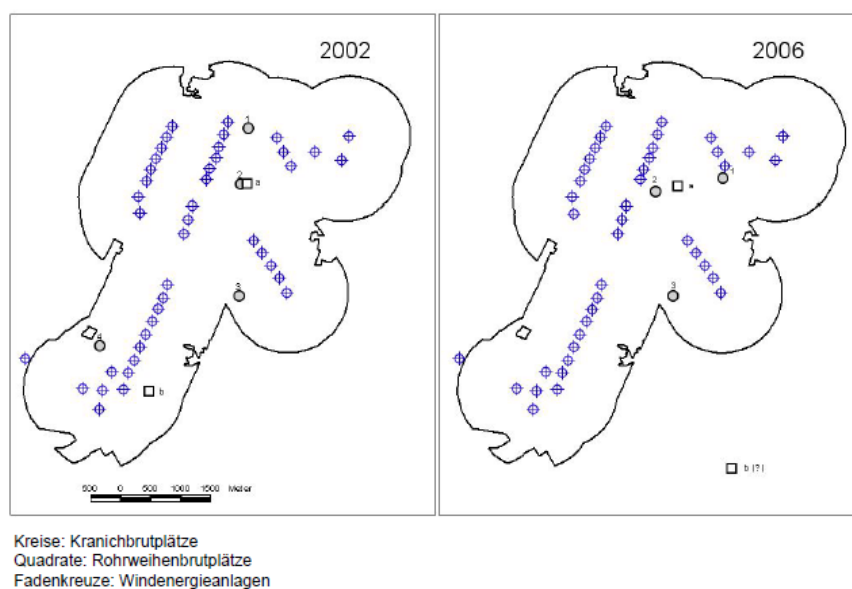 2002
1
2 a
3
4
b
500 0 500 1000 1500 Meter
2006
1
2 a
3
b (?)
Kreise: Kranichbrutplätze
Quadrate: Rohrweihenbrutplätze
Fadenkreuze: Windenergieanlagen